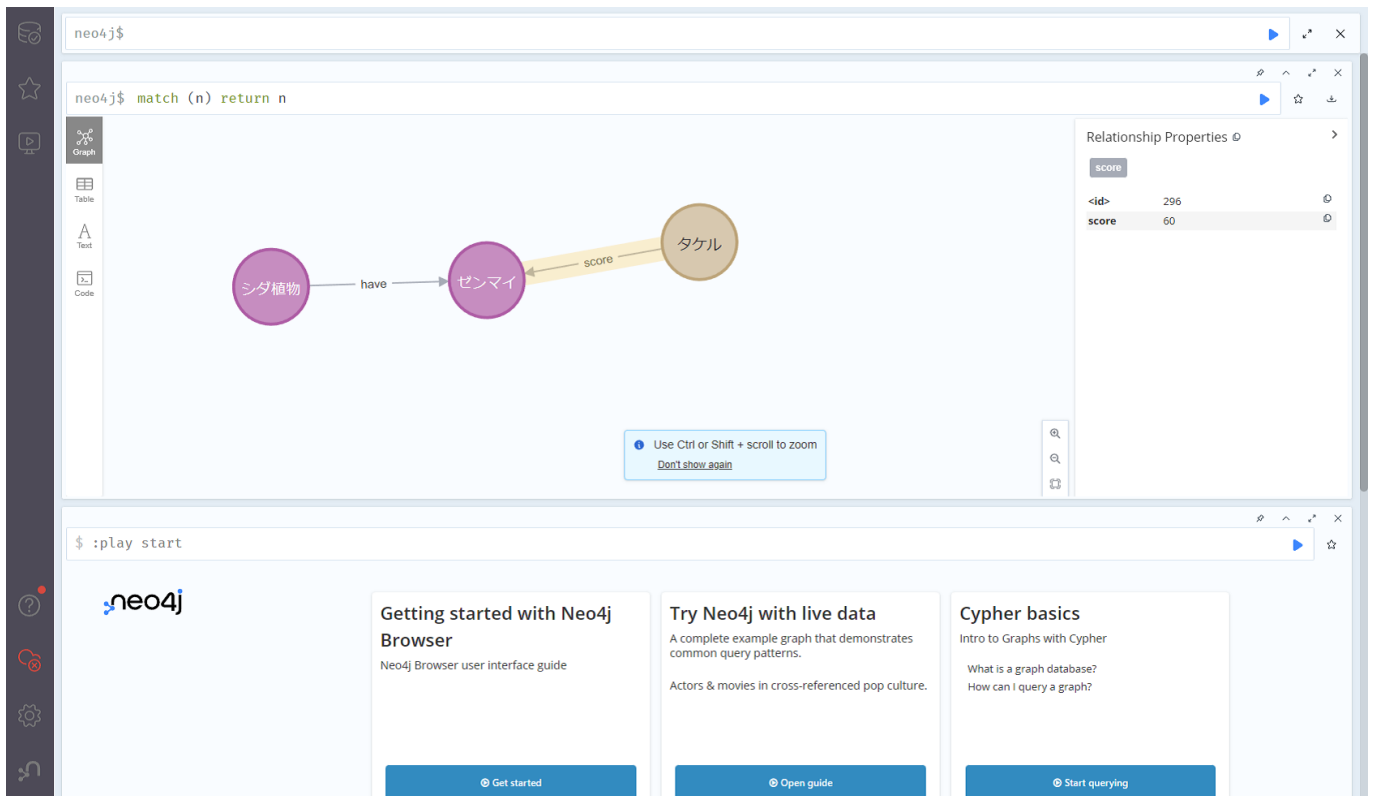 neo4j$
neo4j$ match (n) return n
Graph
Table
Text
Code
シダ植物
have
ゼンマイ
score
タケル
Relationship Properties
score
<id> 296
score 60
Use Ctrl or Shift + scroll to zoom
Don't show again
$ :play start
neo4j
Getting started with Neo4j
Browser
Neo4j Browser user interface guide
Get started
Try Neo4j with live data
A complete example graph that demonstrates
common query patterns.
Actors & movies in cross-referenced pop culture.
Open guide
Cypher basics
Intro to Graphs with Cypher
What is a graph database?
How can I query a graph?
Start querying